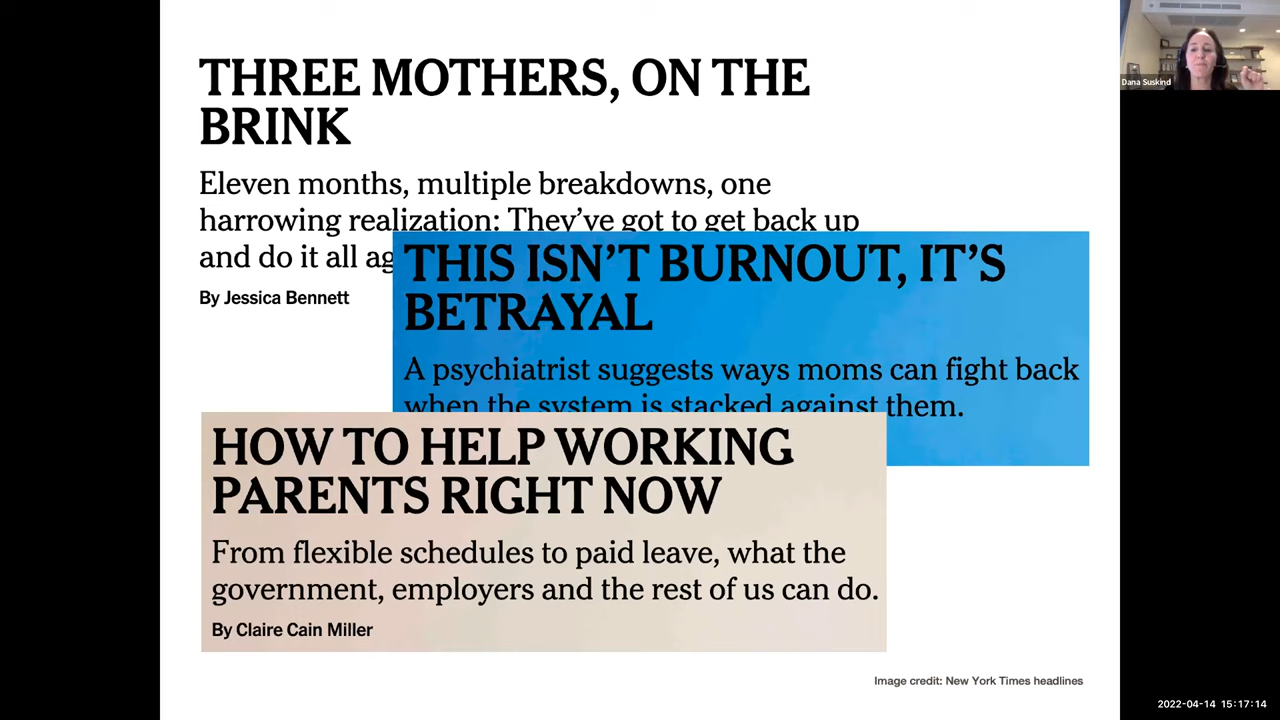 THREE MOTHERS, ON THE
BRINK
Eleven months, multiple breakdowns, one
harrowing realization: They’ve got to get back up
and do it all ag
By Jessica Bennett
THIS ISN’T BURNOUT, IT’S
BETRAYAL
A psychiatrist suggests ways moms can fight back
when the system is stacked against them.
HOW TO HELP WORKING
PARENTS RIGHT NOW
From flexible schedules to paid leave, what the
government, employers and the rest of us can do.
By Claire Cain Miller
Image credit: New York Times headlines
Dana Suskind
2022-04-14 15:17:14